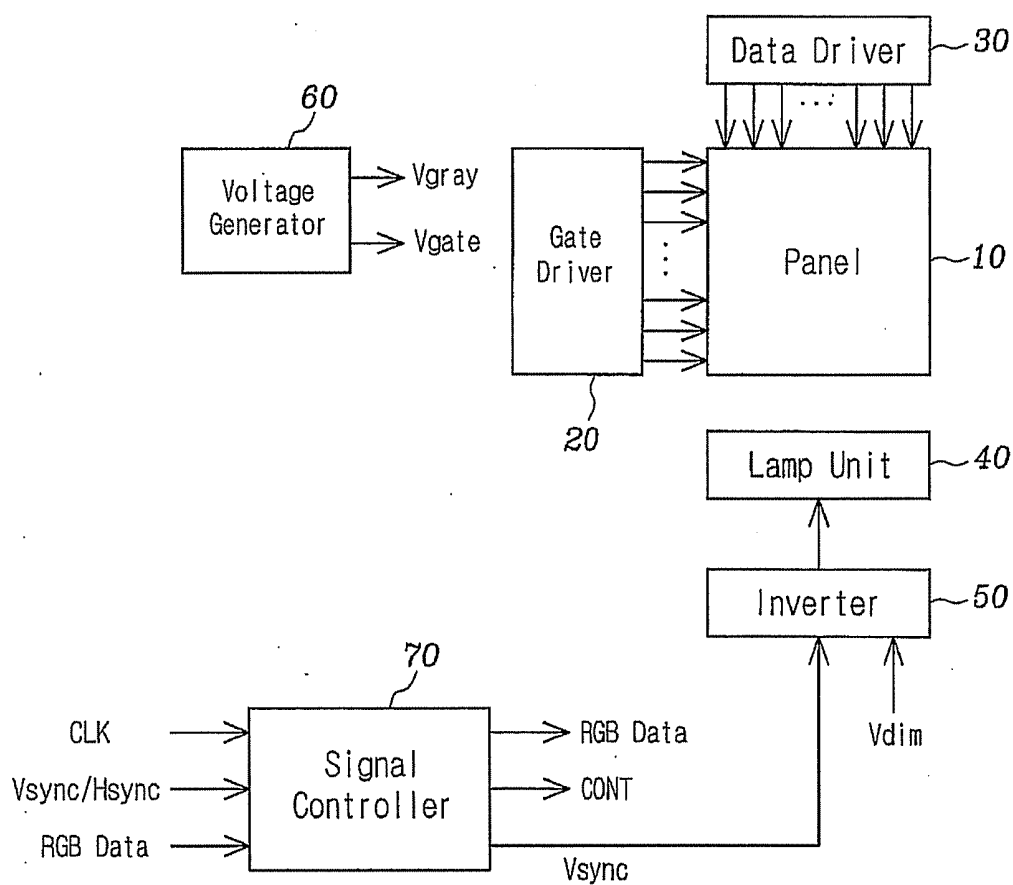 Data Driver
30
60
Voltage
Generator
Vgray
Vgate
Gate
Driver
...
Panel
10
20
Lamp Unit
40
Inverter
50
70
CLK
Vsync/Hsync
RGB Data
Signal
Controller
RGB Data
CONT
Vsync
Vdim